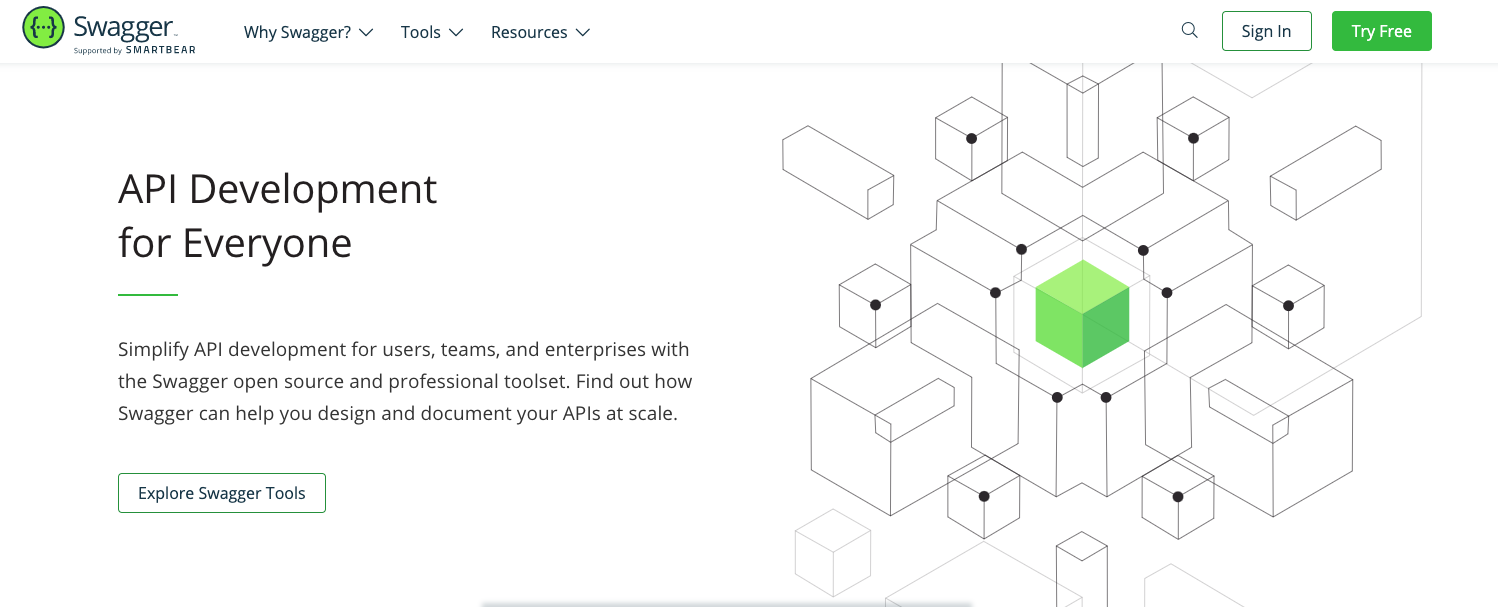 Swagger™
Supported by SMARTBEAR
Why Swagger?
Tools
Resources
Sign In
Try Free
API Development
for Everyone
Simplify API development for users, teams, and enterprises with
the Swagger open source and professional toolset. Find out how
Swagger can help you design and document your APIs at scale.
Explore Swagger Tools